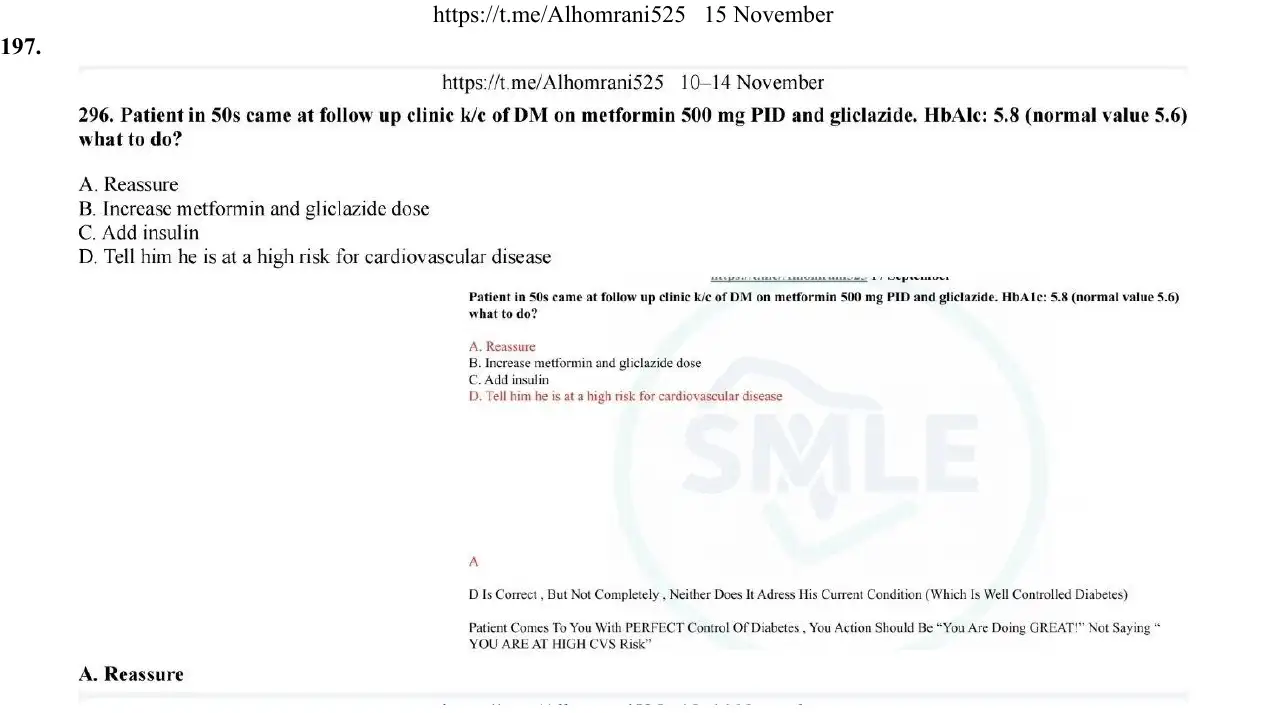 https://t.me/Alhomrani525 15 November
197.
https://t.me/Alhomrani525 10–14 November
296. Patient in 50s came at follow up clinic k/c of DM on metformin 500 mg PID and gliclazide. HbAlc: 5.8 (normal value 5.6)
what to do?
A. Reassure
B. Increase metformin and gliclazide dose
C. Add insulin
D. Tell him he is at a high risk for cardiovascular disease
Patient in 50s came at follow up clinic k/c of DM on metformin 500 mg PID and gliclazide. HbA1c: 5.8 (normal value 5.6)
what to do?
A. Reassure
B. Increase metformin and gliclazide dose
C. Add insulin
D. Tell him he is at a high risk for cardiovascular disease
SMLE
A
D Is Correct , But Not Completely , Neither Does It Adress His Current Condition (Which Is Well Controlled Diabetes)
Patient Comes To You With PERFECT Control Of Diabetes , You Action Should Be “You Are Doing GREAT!” Not Saying “
YOU ARE AT HIGH CVS Risk”
A. Reassure